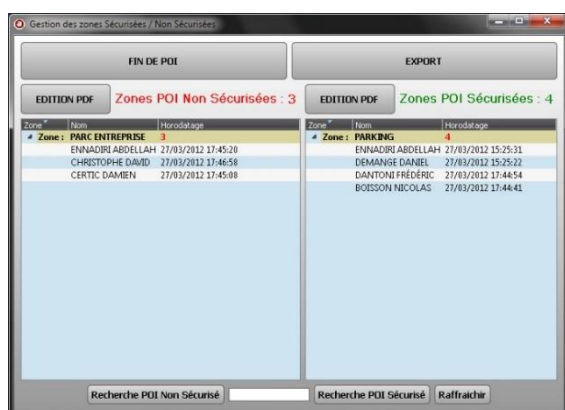 Gestion des zones Sécurisées / Non Sécurisées
FIN DE POI
EXPORT
EDITION PDF
Zones POI Non Sécurisées : 3
EDITION PDF
Zones POI Sécurisées : 4
Zone Nom Horodatage
Zone : PARC ENTREPRISE 3
ENNADIRI ABDELLAH 27/03/2012 17:45:20
CHRISTOPHE DAVID 27/03/2012 17:46:58
CERTIC DAMIEN 27/03/2012 17:45:08
Zone Nom Horodatage
Zone : PARKING 4
ENNADIRI ABDELLAH 27/03/2012 15:25:31
DEMANGE DANIEL 27/03/2012 15:25:22
DANTONI FRÉDÉRIC 27/03/2012 17:44:54
BOISSON NICOLAS 27/03/2012 17:44:41
Recherche POI Non Sécurisé
Recherche POI Sécurisé
Raffraichir